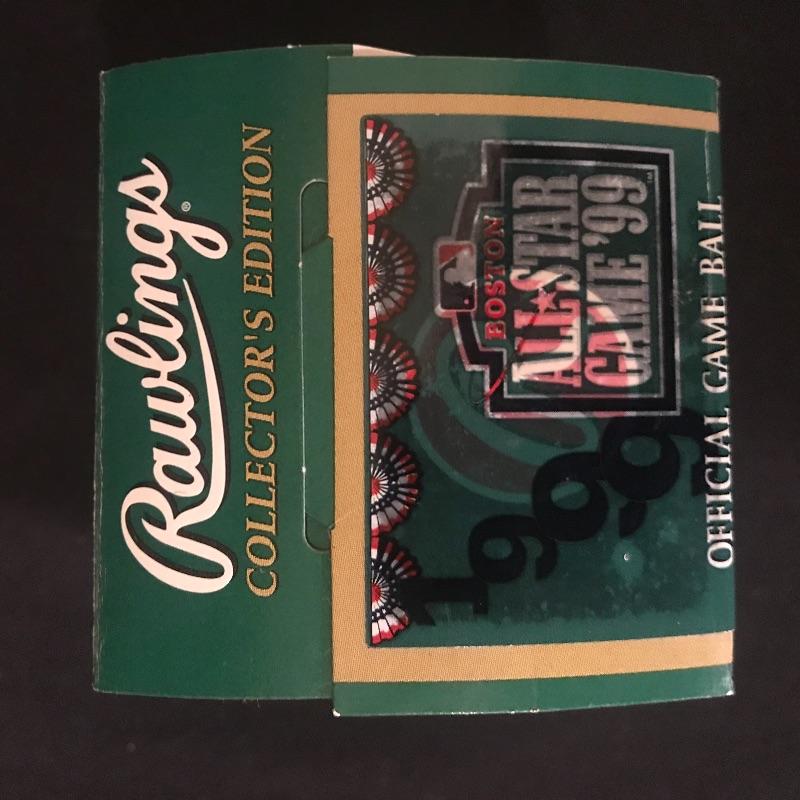 Rawlings®
COLLECTOR'S EDITION
BOSTON
ALL★STAR
GAME '99
1999
OFFICIAL GAME BALL